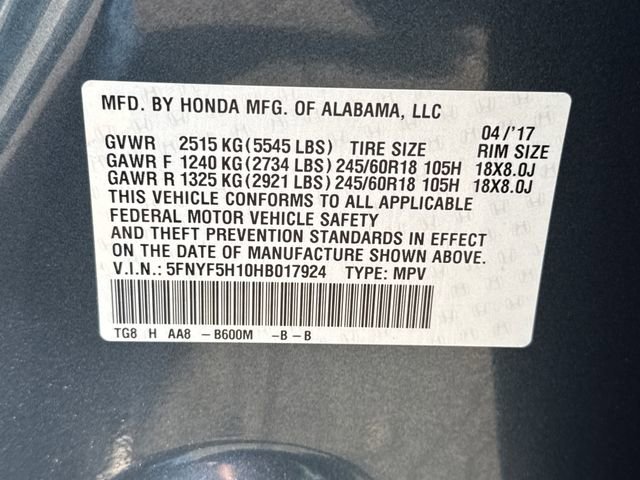 MFD. BY HONDA MFG. OF ALABAMA, LLC
04/'17
GVWR 2515 KG (5545 LBS) TIRE SIZE RIM SIZE
GAWR F 1240 KG (2734 LBS) 245/60R18 105H 18X8.0J
GAWR R 1325 KG (2921 LBS) 245/60R18 105H 18X8.0J
THIS VEHICLE CONFORMS TO ALL APPLICABLE
FEDERAL MOTOR VEHICLE SAFETY
AND THEFT PREVENTION STANDARDS IN EFFECT
ON THE DATE OF MANUFACTURE SHOWN ABOVE.
V.I.N.: 5FNYF5H10HB017924 TYPE: MPV
TG8 H AA8 -B600M -B-B